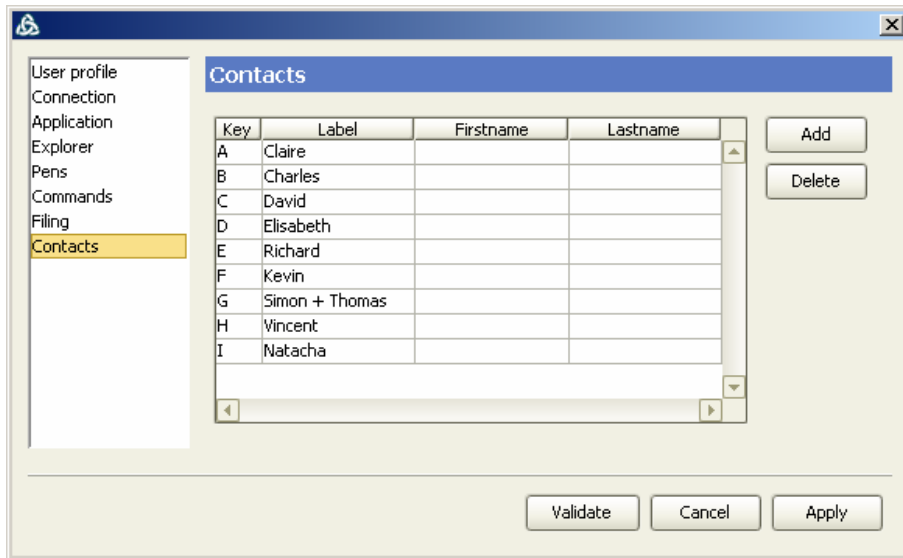 User profile
Connection
Application
Explorer
Pens
Commands
Filing
Contacts
Contacts
Key Label Firstname Lastname
A Claire
B Charles
C David
D Elisabeth
E Richard
F Kevin
G Simon + Thomas
H Vincent
I Natacha
Add
Delete
Validate Cancel Apply